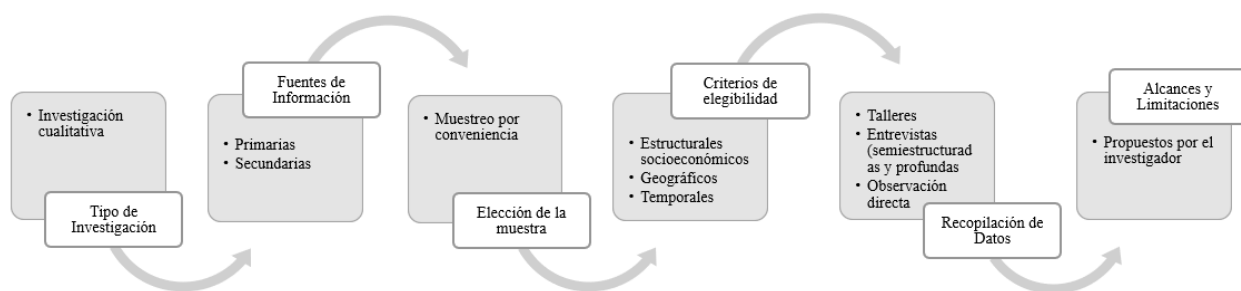 • Investigación
cualitativa
Tipo de
Investigación
Fuentes de
Información
• Primarias
• Secundarias
• Muestreo por
conveniencia
Elección de la
muestra
Criterios de
elegibilidad
• Estructurales
socioeconómicos
• Geográficos
• Temporales
• Talleres
• Entrevistas
(semiestructurad
as y profundas
• Observación
directa
Recopilación de
Datos
Alcances y
Limitaciones
• Propuestos por el
investigador